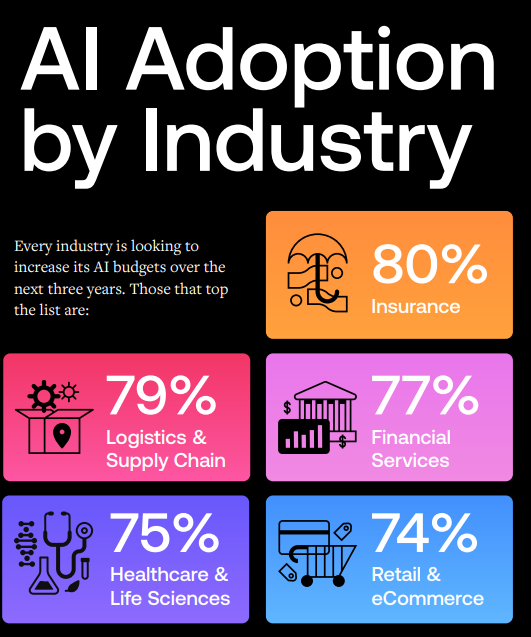 AI Adoption
by Industry
Every industry is looking to
increase its AI budgets over the
next three years. Those that top
the list are:
80%
Insurance
79%
Logistics &
Supply Chain
$
$
77%
Financial
Services
75%
Healthcare &
Life Sciences
74%
Retail &
eCommerce